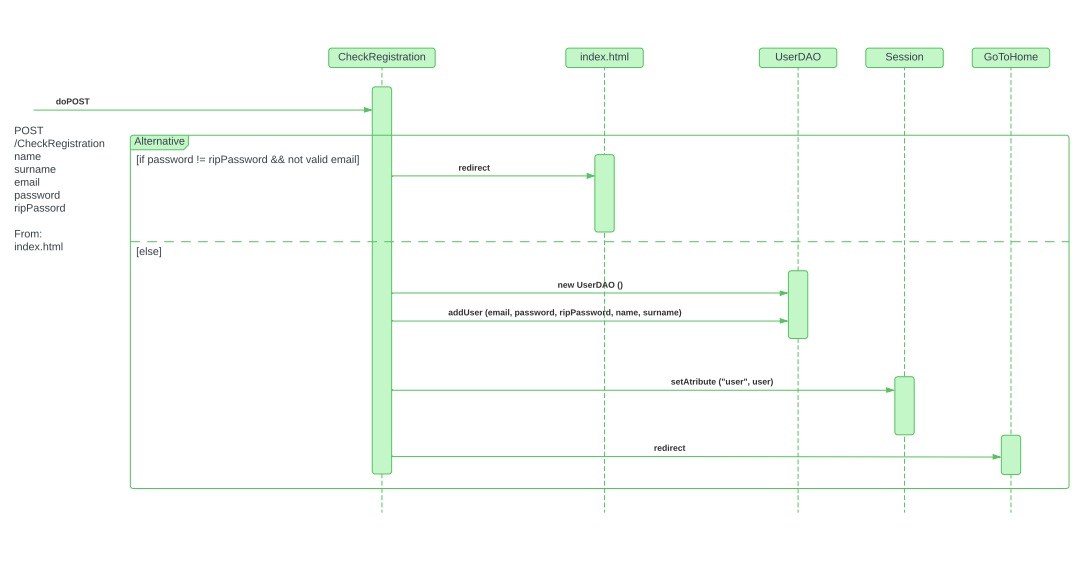 CheckRegistration
index.html
UserDAO
Session
GoToHome
doPOST
POST
/CheckRegistration
name
surname
email
password
ripPassord
From:
index.html
Alternative
[if password != ripPassword && not valid email]
redirect
[else]
new UserDAO ()
addUser (email, password, ripPassword, name, surname)
setAtribute ("user", user)
redirect